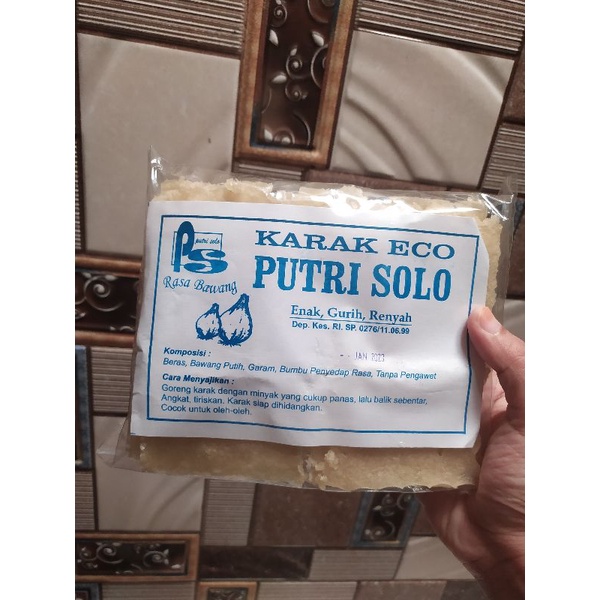 putri solo
PS
Rasa Bawang
KARAK ECO
PUTRI SOLO
Enak, Gurih, Renyah
Dep. Kes. RI. SP. 0276/11.06.99
JAN 2023
Komposisi :
Beras, Bawang Putih, Garam, Bumbu Penyedap Rasa, Tanpa Pengawet
Cara Menyajikan :
Goreng karak dengan minyak yang cukup panas, lalu balik sebentar,
Angkat, tiriskan. Karak siap dihidangkan.
Cocok untuk oleh-oleh.